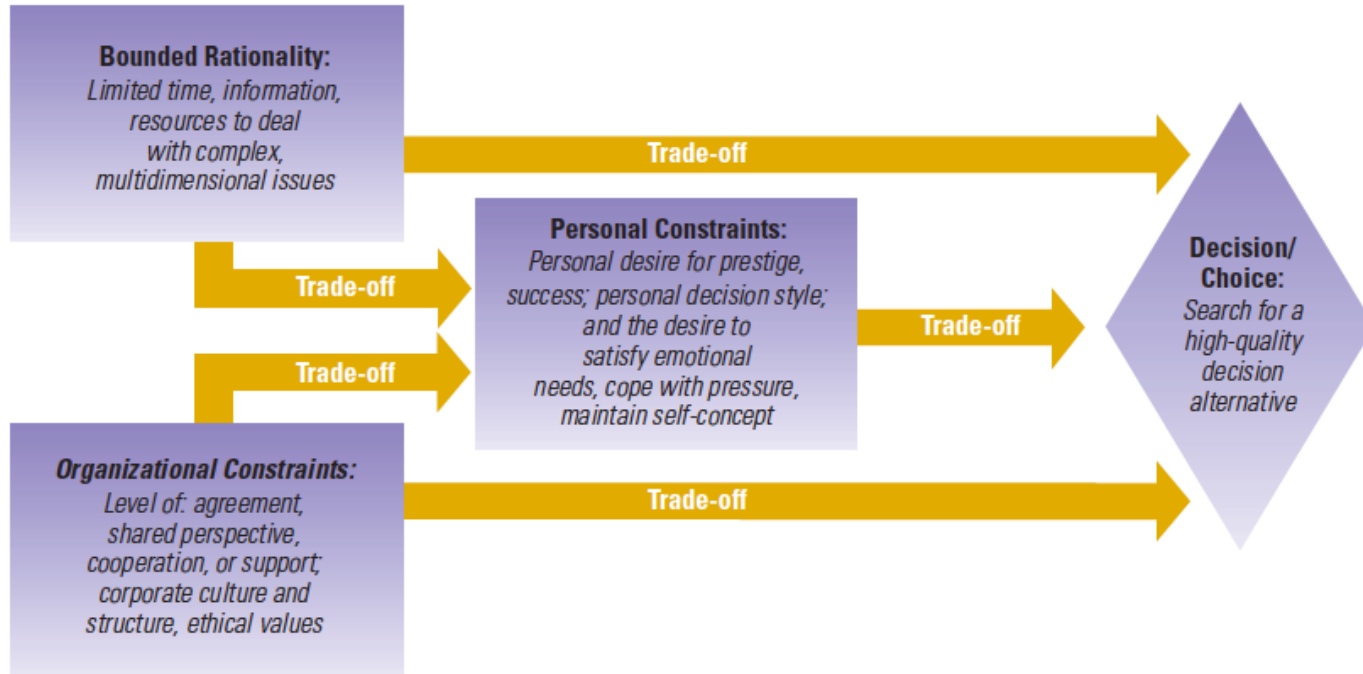 Bounded Rationality:
Limited time, information,
resources to deal
with complex,
multidimensional issues
Trade-off
Trade-off
Personal Constraints:
Personal desire for prestige,
success; personal decision style;
and the desire to
satisfy emotional
needs, cope with pressure,
maintain self-concept
Trade-off
Decision/
Choice:
Search for a
high-quality
decision
alternative
Trade-off
Organizational Constraints:
Level of: agreement,
shared perspective,
cooperation, or support;
corporate culture and
structure, ethical values
Trade-off